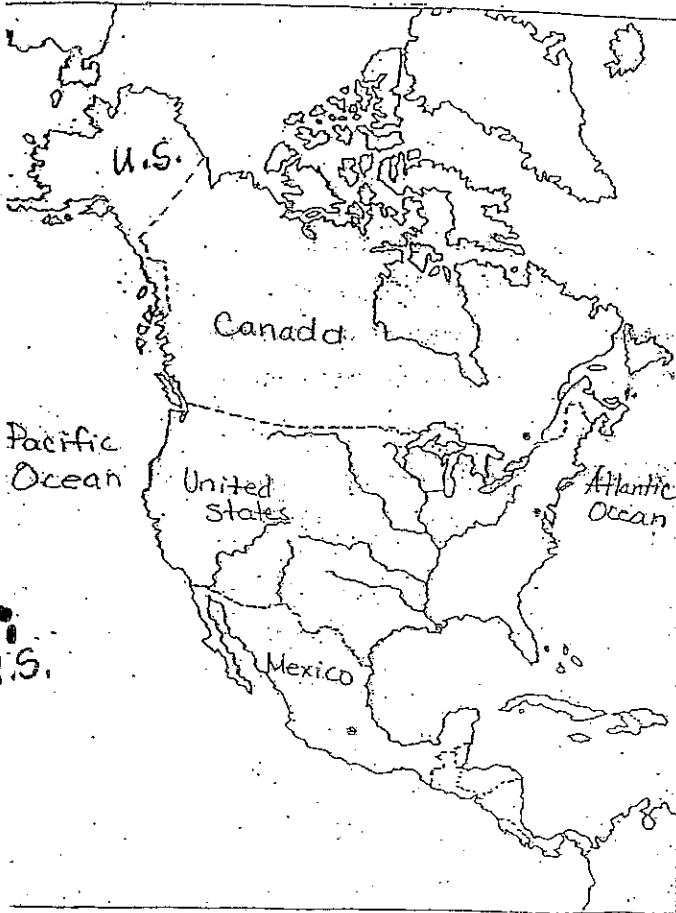 U.S.
Canada
Pacific
Ocean
United
States
Atlantic
Ocean
.S.
Mexico